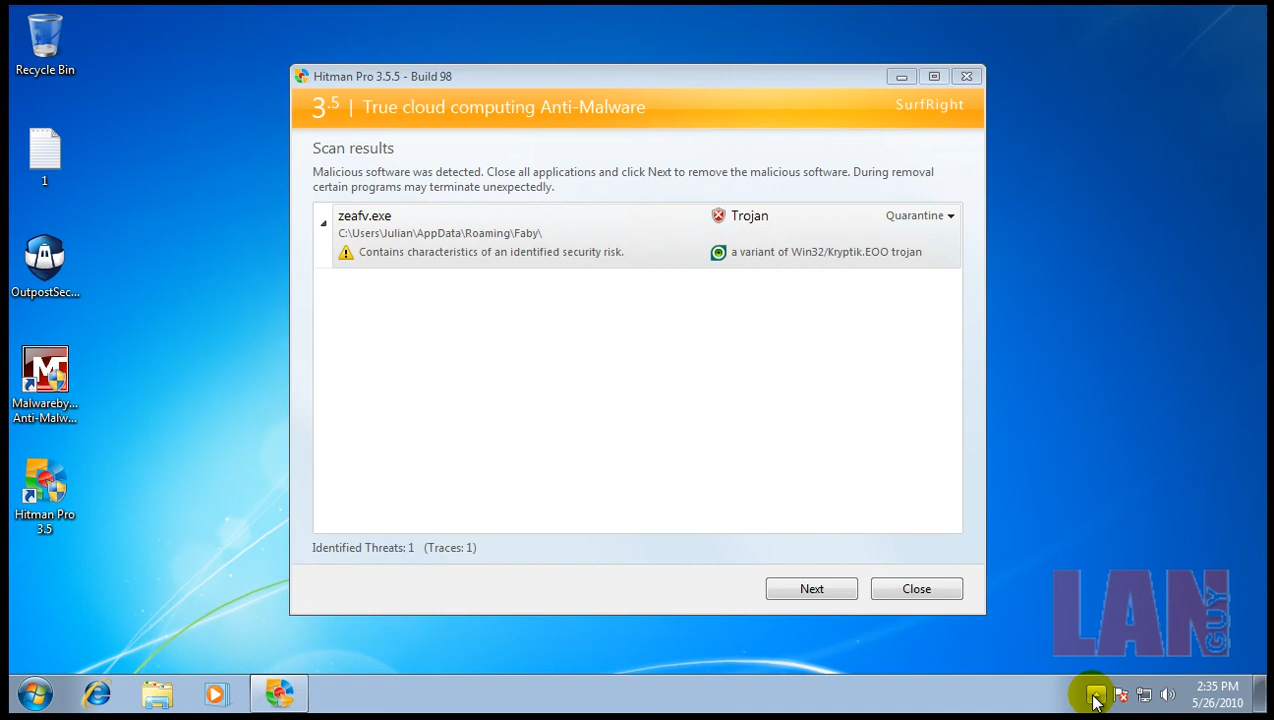 Recycle Bin
1
OutpostSec...
Malwareby...
Anti-Malw...
Hitman Pro
3.5
Hitman Pro 3.5.5 - Build 98
3.5 | True cloud computing Anti-Malware
SurfRight
Scan results
Malicious software was detected. Close all applications and click Next to remove the malicious software. During removal
certain programs may terminate unexpectedly.
zeafv.exe
Trojan
Quarantine
C:\Users\Julian\AppData\Roaming\Faby\
Contains characteristics of an identified security risk.
a variant of Win32/Kryptik.EOO trojan
Identified Threats: 1 (Traces: 1)
Next
Close
LAN
GUY
2:35 PM
5/26/2010